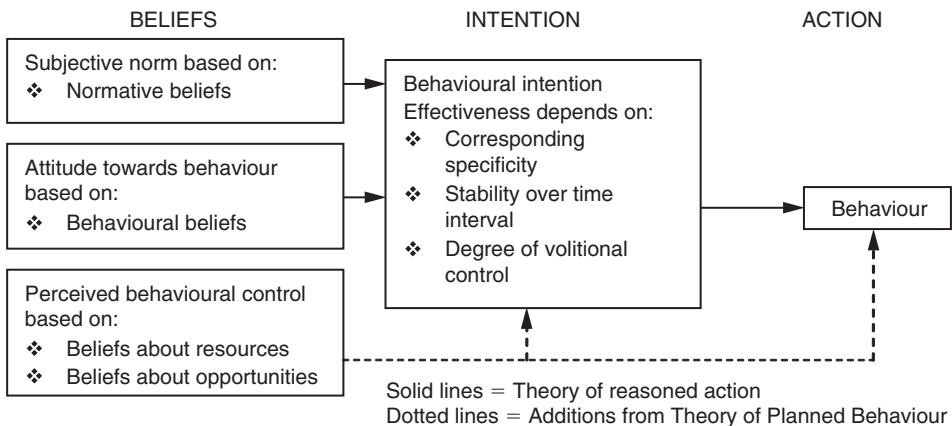 BELIEFS
INTENTION
ACTION
Subjective norm based on:
❖ Normative beliefs
Attitude towards behaviour
based on:
❖ Behavioural beliefs
Perceived behavioural control
based on:
❖ Beliefs about resources
❖ Beliefs about opportunities
Behavioural intention
Effectiveness depends on:
❖ Corresponding
specificity
❖ Stability over time
interval
❖ Degree of volitional
control
Behaviour
Solid lines = Theory of reasoned action
Dotted lines = Additions from Theory of Planned Behaviour